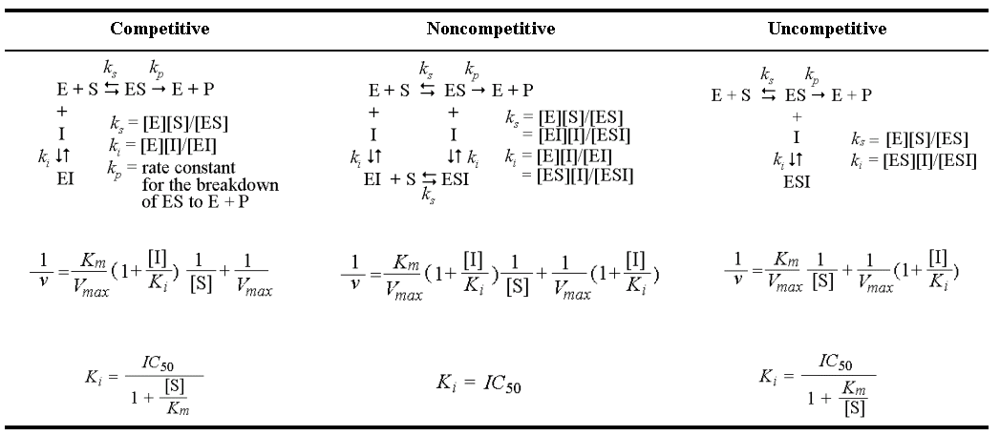 Competitive Noncompetitive Uncompetitive
k_s k_p
E + S ⇆ ES → E + P
+
I
k_i ↓↑
EI
k_s = [E][S]/[ES]
k_i = [E][I]/[EI]
k_p = rate constant
for the breakdown
of ES to E + P
k_s k_p
E + S ⇆ ES → E + P
+ +
I I
k_i ↓↑ ↓↑ k_i
EI + S ⇆ ESI
k_s
k_s = [E][S]/[ES]
= [EI][I]/[ESI]
k_i = [E][I]/[EI]
= [ES][I]/[ESI]
k_s k_p
E + S ⇆ ES → E + P
+
I
k_i ↓↑
ESI
k_s = [E][S]/[ES]
k_i = [ES][I]/[ESI]
1/v = K_m/V_max (1 + [I]/K_i) 1/[S] + 1/V_max
1/v = K_m/V_max (1 + [I]/K_i) 1/[S] + 1/V_max (1 + [I]/K_i)
1/v = K_m/V_max 1/[S] + 1/V_max (1 + [I]/K_i)
K_i = IC_50 / (1 + [S]/K_m)
K_i = IC_50
K_i = IC_50 / (1 + K_m/[S])